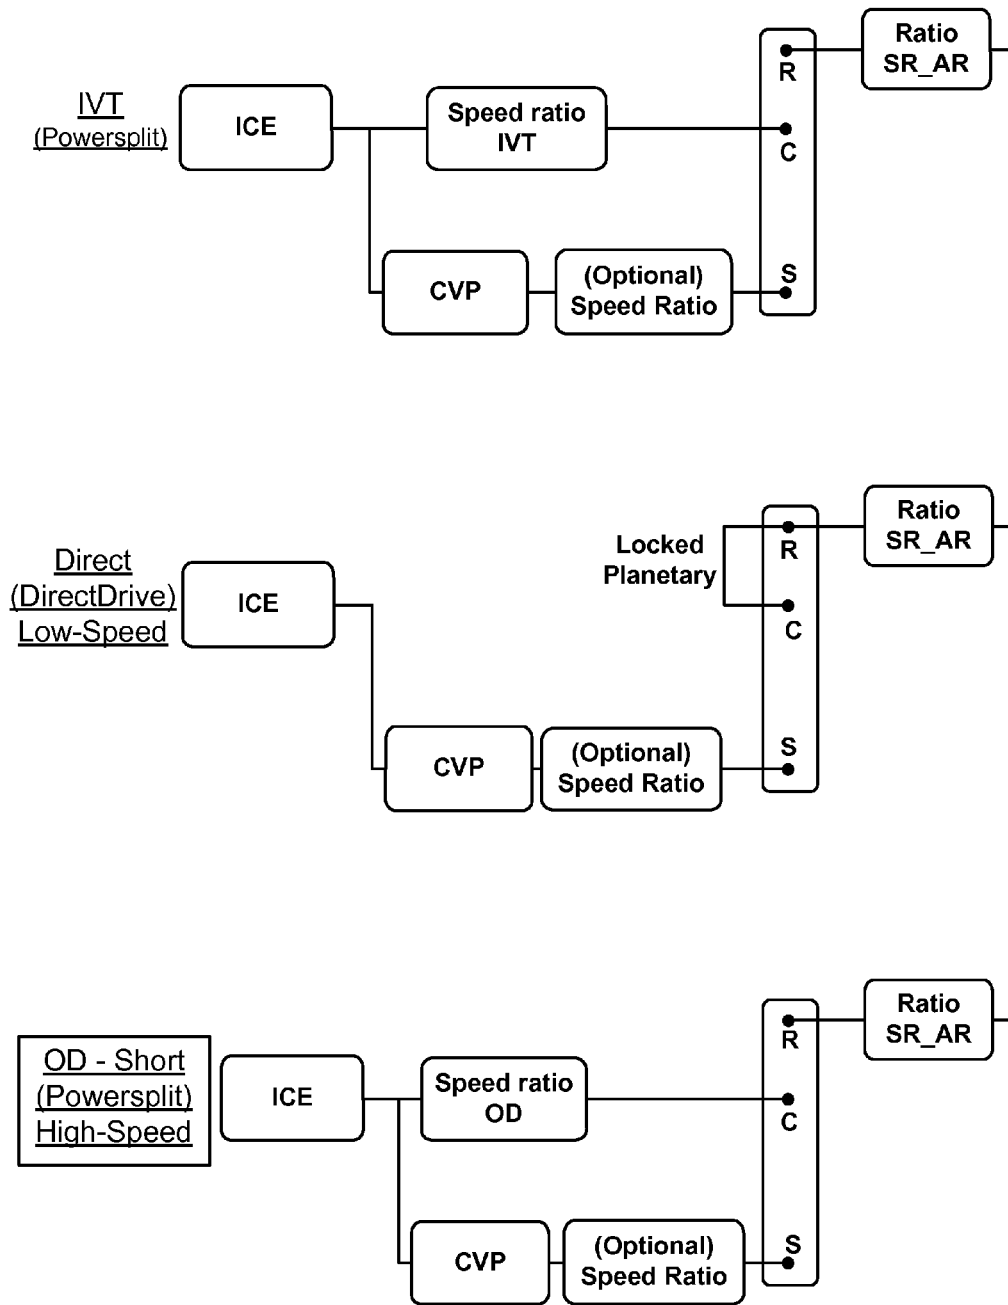 IVT
(Powersplit)
ICE
Speed ratio
IVT
CVP
(Optional)
Speed Ratio
R
C
S
Ratio
SR_AR
Direct
(DirectDrive)
Low-Speed
ICE
CVP
(Optional)
Speed Ratio
Locked
Planetary
R
C
S
Ratio
SR_AR
OD - Short
(Powersplit)
High-Speed
ICE
Speed ratio
OD
CVP
(Optional)
Speed Ratio
R
C
S
Ratio
SR_AR